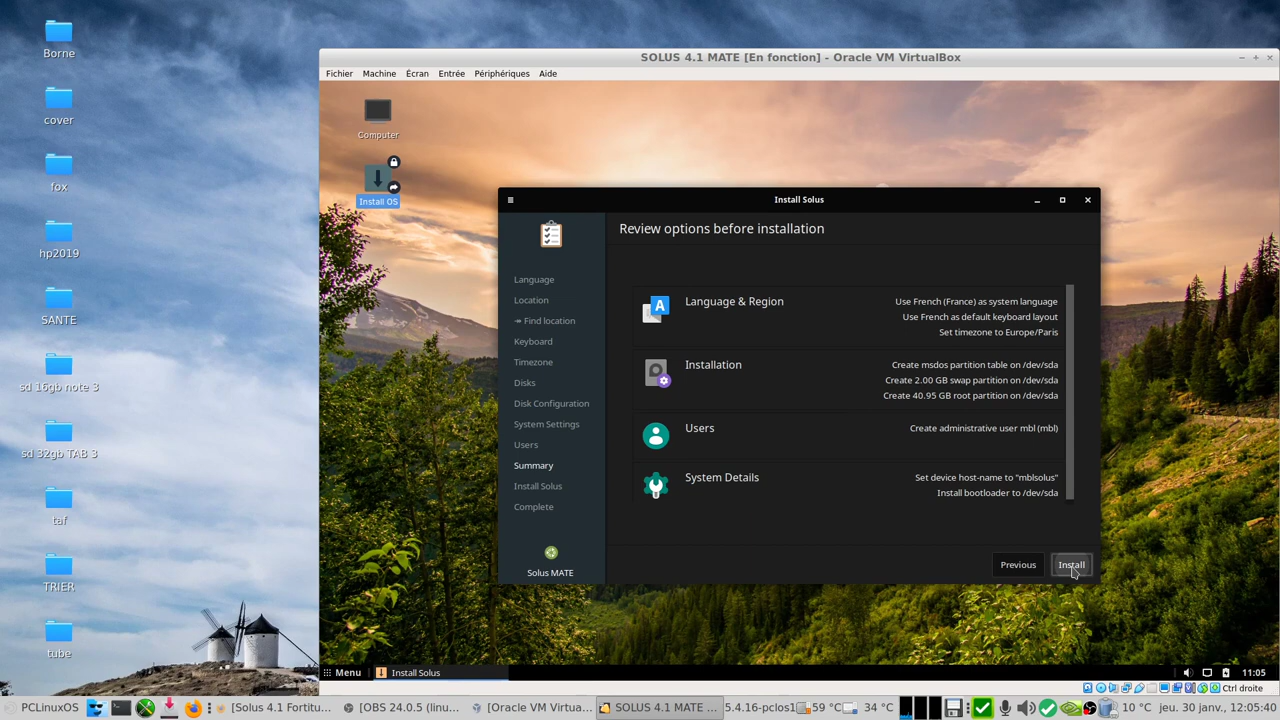 Borne
cover
fox
hp2019
SANTE
sd 16gb note 3
sd 32gb TAB 3
taf
TRIER
tube
SOLUS 4.1 MATE [En fonction] - Oracle VM VirtualBox
Fichier Machine Écran Entrée Périphériques Aide
Computer
Install OS
Install Solus
Language
Location
Find location
Keyboard
Timezone
Disks
Disk Configuration
System Settings
Users
Summary
Install Solus
Complete
Solus MATE
Review options before installation
Language & Region
Use French (France) as system language
Use French as default keyboard layout
Set timezone to Europe/Paris
Installation
Create msdos partition table on /dev/sda
Create 2.00 GB swap partition on /dev/sda
Create 40.95 GB root partition on /dev/sda
Users
Create administrative user mbl (mbl)
System Details
Set device host-name to "mblsolus"
Install bootloader to /dev/sda
Previous Install
Menu Install Solus 11:05
Ctrl droite
PCLinuxOS [Solus 4.1 Fortitu... [OBS 24.0.5 (linu... [Oracle VM Virtua... SOLUS 4.1 MATE ... 5.4.16-pclos1 59 °C 34 °C 10 °C jeu. 30 janv., 12:05:40